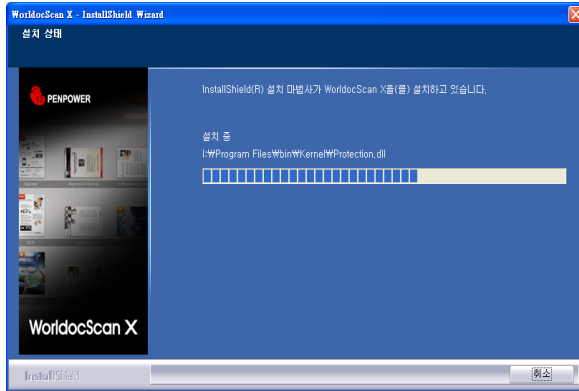 WorldocScan X - InstallShield Wizard
설치 상태
PENPOWER
InstallShield(R) 설치 마법사가 WorldocScan X을(를) 설치하고 있습니다.
설치 중
I:₩Program Files₩bin₩Kernel₩Protection.dll
WorldocScan X
InstallShield
취소